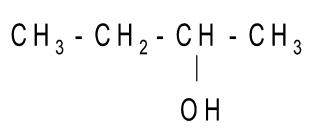 CH₃ - CH₂ - CH - CH₃
|
OH